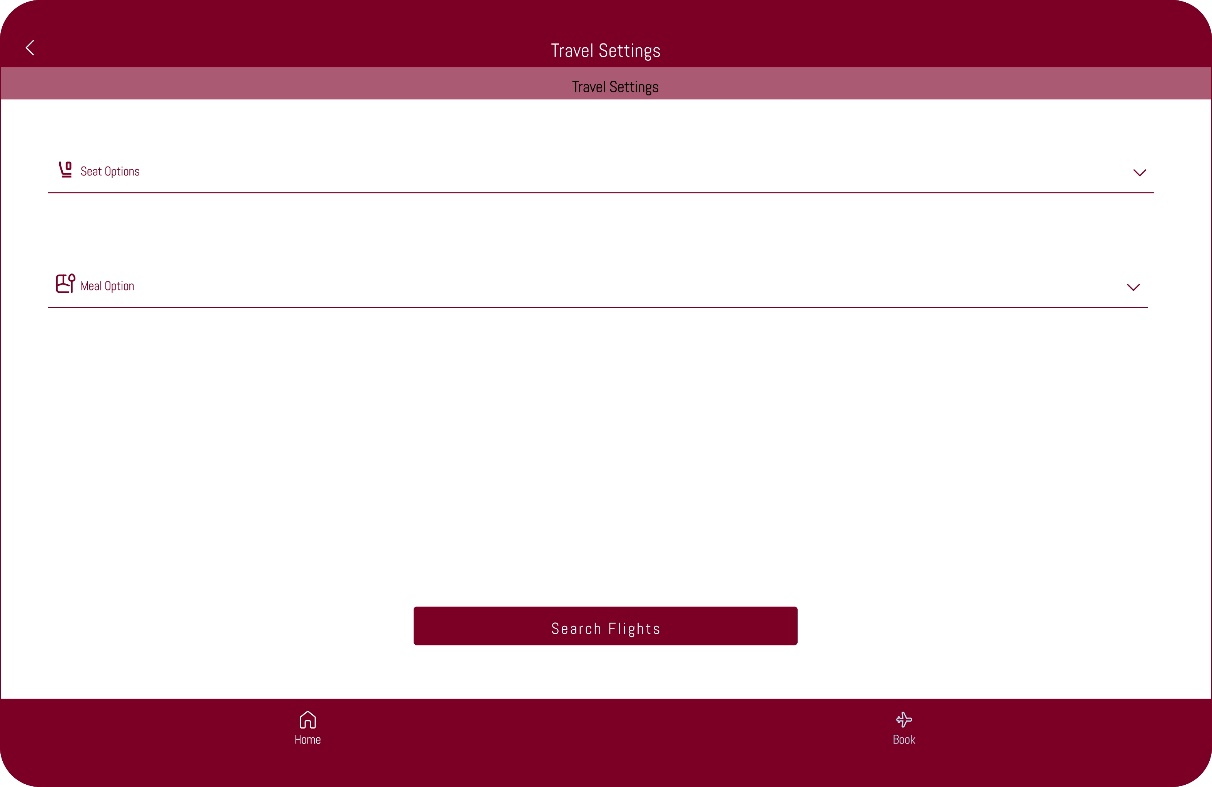 Travel Settings
Travel Settings
Seat Options
Meal Option
Search Flights
Home
Book